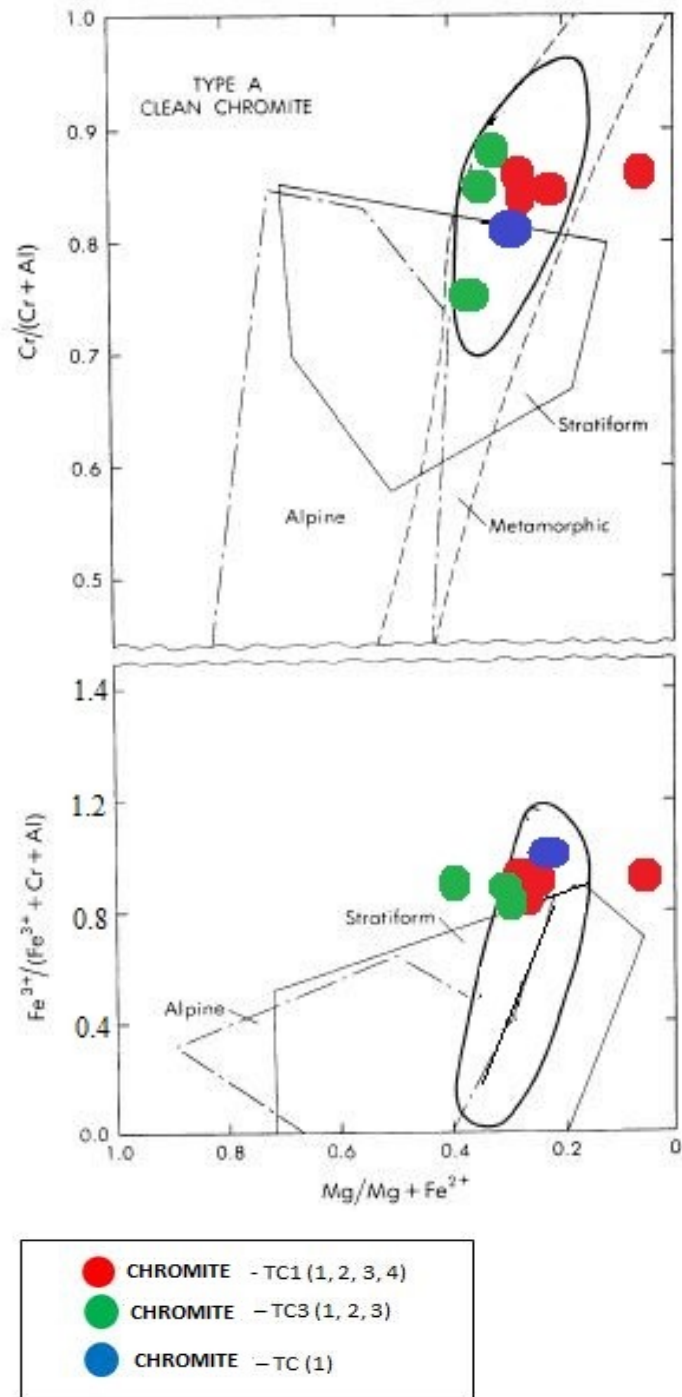 1.0
TYPE A
CLEAN CHROMITE
0.9
0.8
Cr/(Cr + Al)
0.7
Stratiform
0.6
Alpine
Metamorphic
0.5
1.4
1.2
Fe³⁺/(Fe³⁺ + Cr + Al)
0.8
Stratiform
Alpine
0.4
0.0
1.0 0.8 0.6 0.4 0.2
Mg/Mg + Fe²⁺
CHROMITE - TC1 (1, 2, 3, 4)
CHROMITE – TC3 (1, 2, 3)
CHROMITE – TC (1)